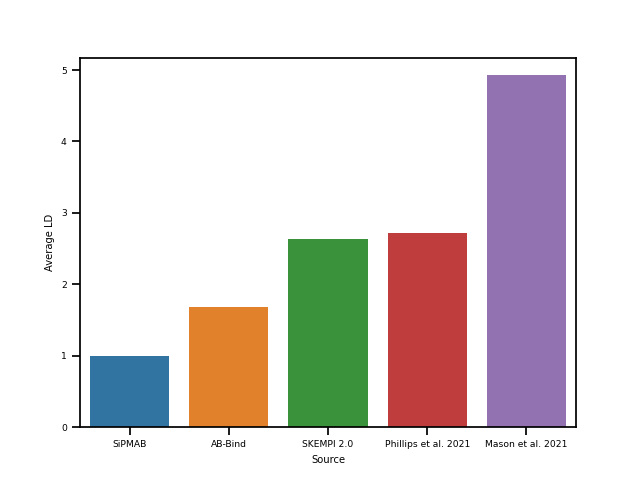 5
4
3
2
1
0
Average LD
SiPMAB
AB-Bind
SKEMPI 2.0
Phillips et al. 2021
Mason et al. 2021
Source